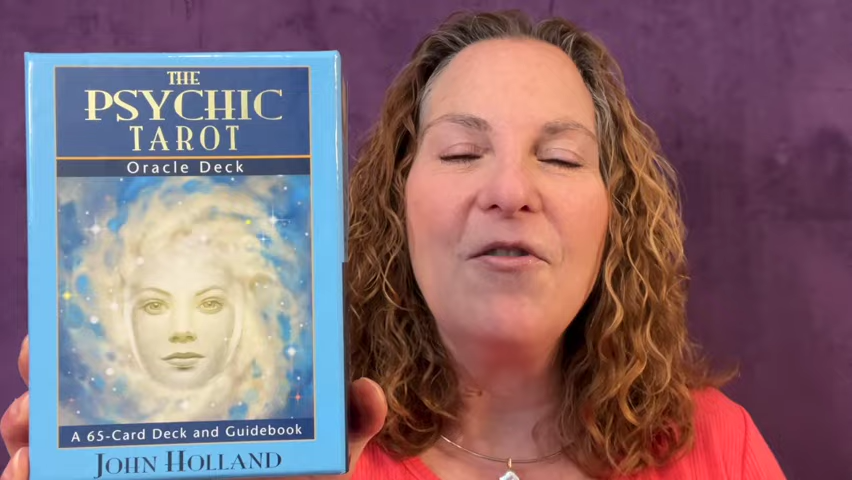 THE
PSYCHIC
TAROT
Oracle Deck
A 65-Card Deck and Guidebook
JOHN HOLLAND